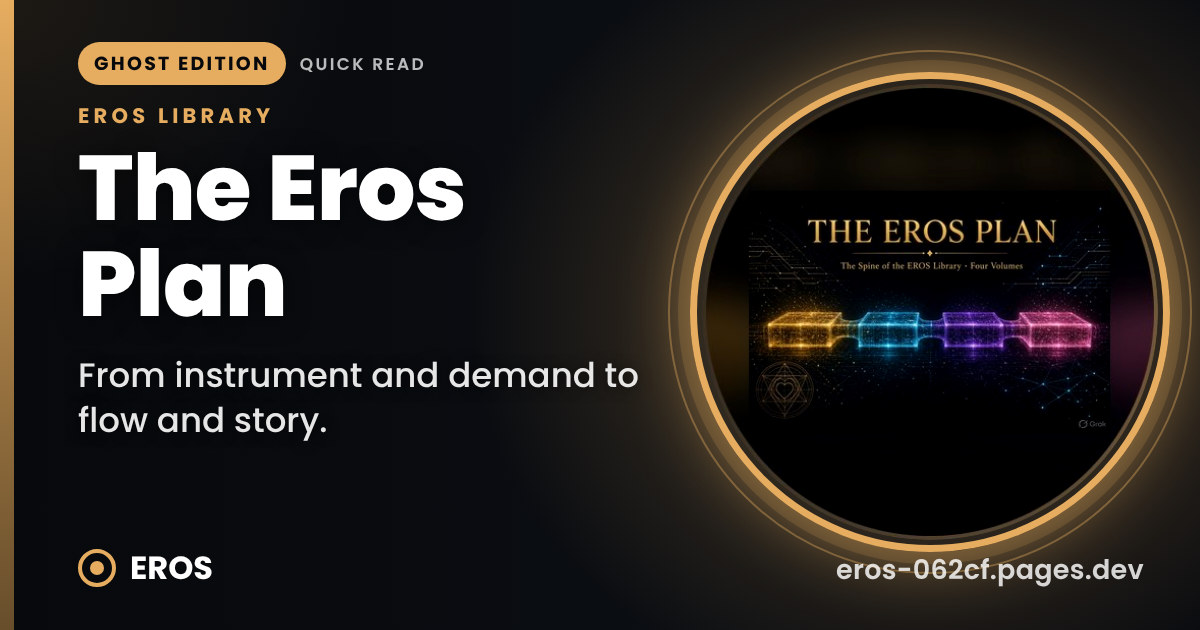 GHOST EDITION QUICK READ
EROS LIBRARY
The Eros
Plan
From instrument and demand to
flow and story.
THE EROS PLAN
The Spine of the EROS Library · Four Volumes
Grok
EROS
eros-062cf.pages.dev